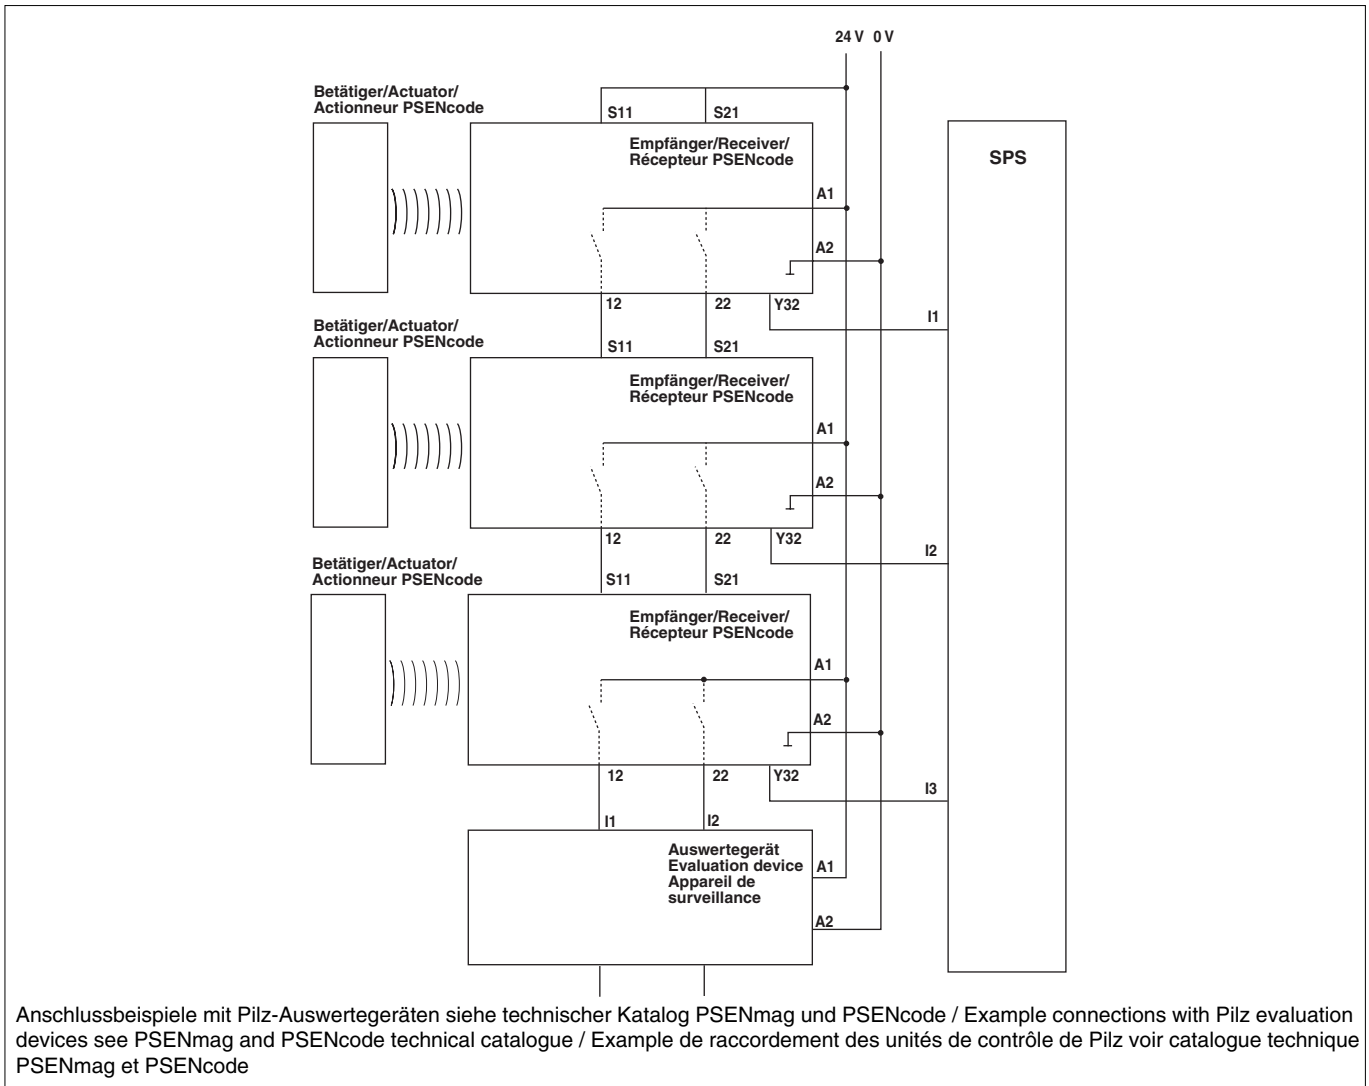 24 V 0 V
Betätiger/Actuator/
Actionneur PSENcode
S11 S21
Empfänger/Receiver/
Récepteur PSENcode
SPS
A1
A2
12 22 Y32
I1
Betätiger/Actuator/
Actionneur PSENcode
S11 S21
Empfänger/Receiver/
Récepteur PSENcode
A1
A2
12 22 Y32
I2
Betätiger/Actuator/
Actionneur PSENcode
S11 S21
Empfänger/Receiver/
Récepteur PSENcode
A1
A2
12 22 Y32
I3
I1 I2
Auswertegerät
Evaluation device
Appareil de
surveillance
A1
A2
Anschlussbeispiele mit Pilz-Auswertegeräten siehe technischer Katalog PSENmag und PSENcode / Example connections with Pilz evaluation
devices see PSENmag and PSENcode technical catalogue / Example de raccordement des unités de contrôle de Pilz voir catalogue technique
PSENmag et PSENcode